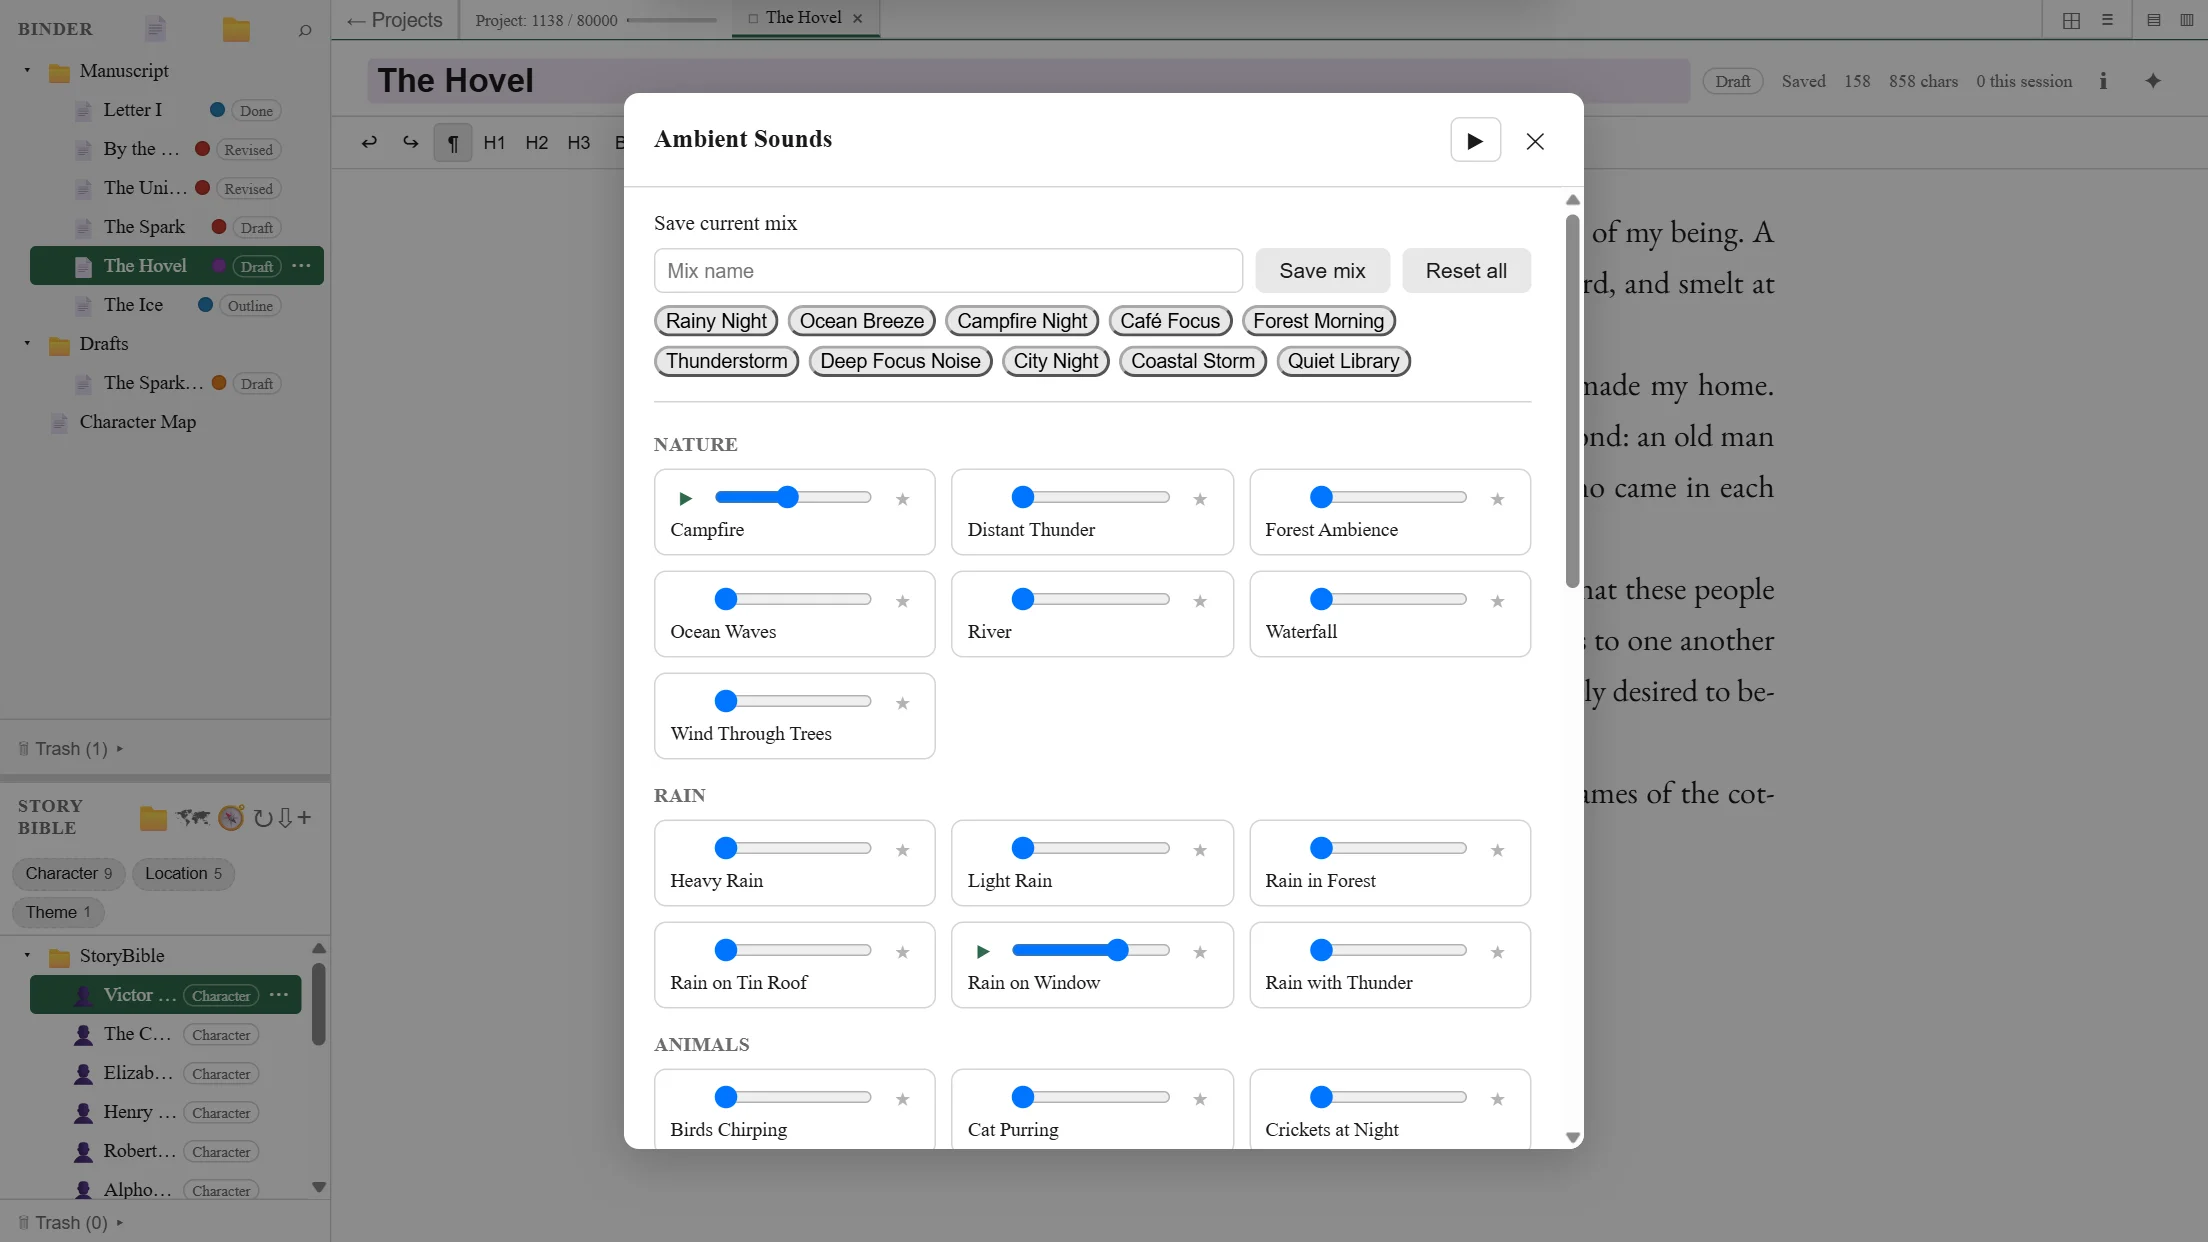 BINDER
Manuscript
Letter I Done
By the … Revised
The Uni… Revised
The Spark Draft
The Hovel Draft
The Ice Outline
Drafts
The Spark… Draft
Character Map
Trash (1)
STORY BIBLE
Character 9
Location 5
Theme 1
StoryBible
Victor … Character
The C… Character
Elizab… Character
Henry … Character
Robert… Character
Alpho… Character
Trash (0)
← Projects
Project: 1138 / 80000
The Hovel
The Hovel
Draft Saved 158 858 chars 0 this session
¶ H1 H2 H3
of my being. A
rd, and smelt at
made my home.
ond: an old man
who came in each
hat these people
to one another
ly desired to be-
ames of the cot-
Ambient Sounds
Save current mix
Mix name
Save mix
Reset all
Rainy Night Ocean Breeze Campfire Night Café Focus Forest Morning
Thunderstorm Deep Focus Noise City Night Coastal Storm Quiet Library
NATURE
Campfire Distant Thunder Forest Ambience
Ocean Waves River Waterfall
Wind Through Trees
RAIN
Heavy Rain Light Rain Rain in Forest
Rain on Tin Roof Rain on Window Rain with Thunder
ANIMALS
Birds Chirping Cat Purring Crickets at Night